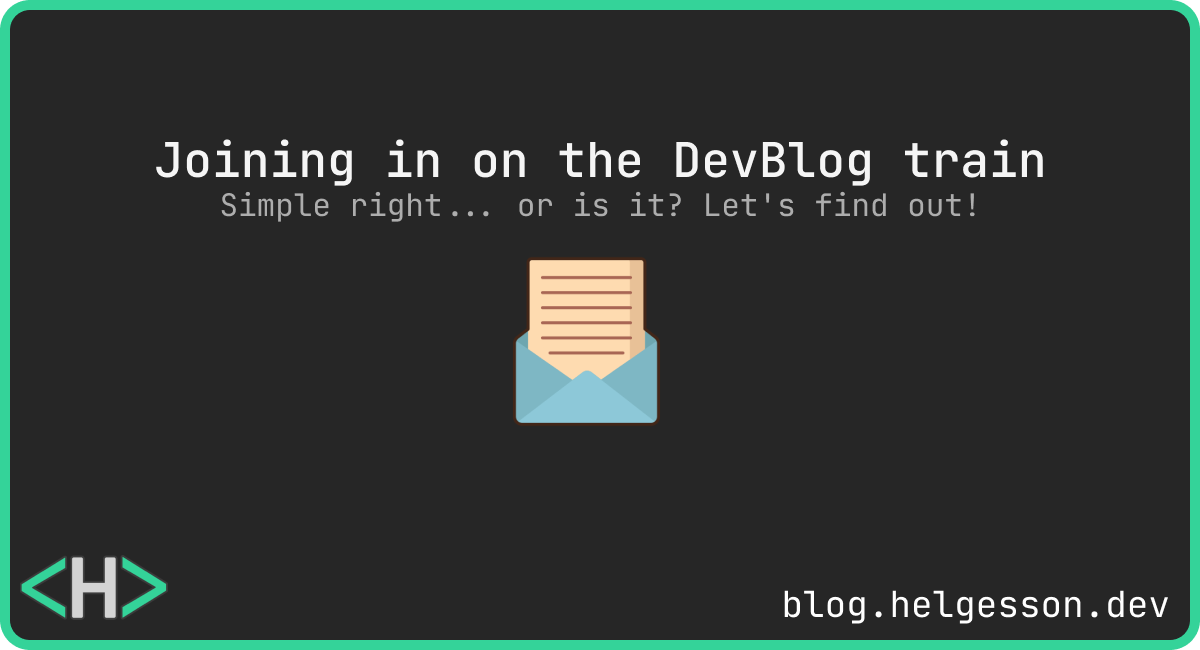 Joining in on the DevBlog train
Simple right... or is it? Let's find out!
<H>
blog.helgesson.dev